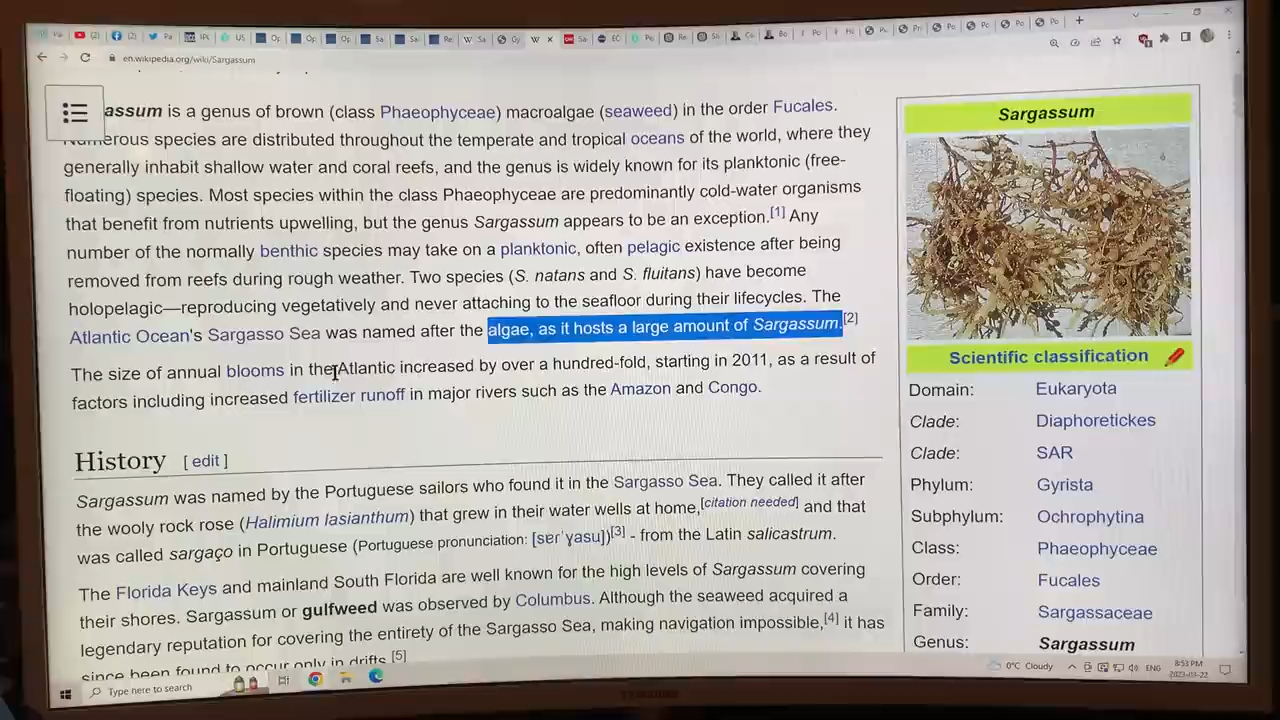 en.wikipedia.org/wiki/Sargassum
assum is a genus of brown (class Phaeophyceae) macroalgae (seaweed) in the order Fucales.
Numerous species are distributed throughout the temperate and tropical oceans of the world, where they
generally inhabit shallow water and coral reefs, and the genus is widely known for its planktonic (free-
floating) species. Most species within the class Phaeophyceae are predominantly cold-water organisms
that benefit from nutrients upwelling, but the genus Sargassum appears to be an exception.[1] Any
number of the normally benthic species may take on a planktonic, often pelagic existence after being
removed from reefs during rough weather. Two species (S. natans and S. fluitans) have become
holopelagic—reproducing vegetatively and never attaching to the seafloor during their lifecycles. The
Atlantic Ocean's Sargasso Sea was named after the algae, as it hosts a large amount of Sargassum.[2]
The size of annual blooms in the Atlantic increased by over a hundred-fold, starting in 2011, as a result of
factors including increased fertilizer runoff in major rivers such as the Amazon and Congo.
History [ edit ]
Sargassum was named by the Portuguese sailors who found it in the Sargasso Sea. They called it after
the wooly rock rose (Halimium lasianthum) that grew in their water wells at home,[citation needed] and that
was called sargaço in Portuguese (Portuguese pronunciation: [sɐrˈɣasu])[3] - from the Latin salicastrum.
The Florida Keys and mainland South Florida are well known for the high levels of Sargassum covering
their shores. Sargassum or gulfweed was observed by Columbus. Although the seaweed acquired a
legendary reputation for covering the entirety of the Sargasso Sea, making navigation impossible,[4] it has
since been found to occur only in drifts.[5]
Sargassum
Scientific classification
Domain: Eukaryota
Clade: Diaphoretickes
Clade: SAR
Phylum: Gyrista
Subphylum: Ochrophytina
Class: Phaeophyceae
Order: Fucales
Family: Sargassaceae
Genus: Sargassum
Type here to search
0°C Cloudy
ENG
8:53 PM
2023-03-22